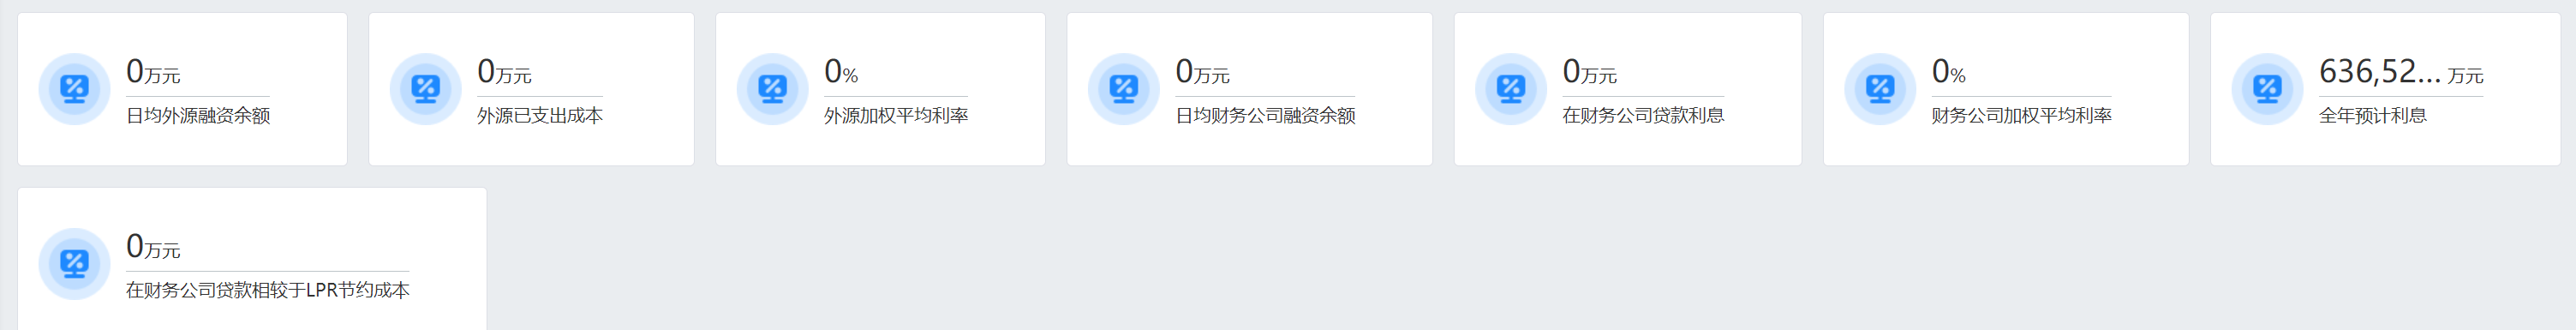 0万元
日均外源融资余额
0万元
外源已支出成本
0%
外源加权平均利率
0万元
日均财务公司融资余额
0万元
在财务公司贷款利息
0%
财务公司加权平均利率
636,52... 万元
全年预计利息
0万元
在财务公司贷款相较于LPR节约成本